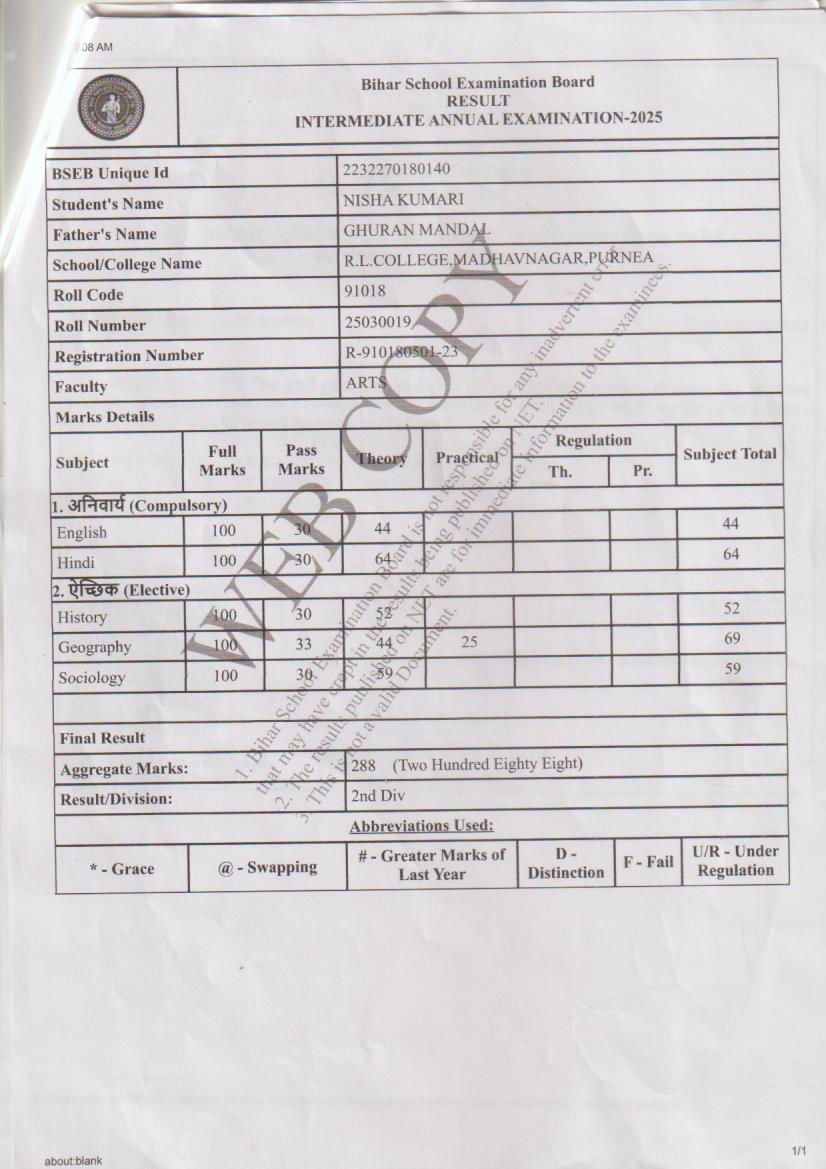 08 AM
Bihar School Examination Board
RESULT
INTERMEDIATE ANNUAL EXAMINATION-2025
BSEB Unique Id 2232270180140
Student's Name NISHA KUMARI
Father's Name GHURAN MANDAL
School/College Name R.L.COLLEGE,MADHAVNAGAR,PURNEA
Roll Code 91018
Roll Number 25030019
Registration Number R-910180501-23
Faculty ARTS
Marks Details
Subject Full Marks Pass Marks Theory Practical Regulation Th. Pr. Subject Total
1. अनिवार्य (Compulsory)
English 100 30 44 44
Hindi 100 30 64 64
2. ऐच्छिक (Elective)
History 100 30 52 52
Geography 100 33 44 25 69
Sociology 100 30 59 59
Final Result
Aggregate Marks: 288 (Two Hundred Eighty Eight)
Result/Division: 2nd Div
Abbreviations Used:
* - Grace @ - Swapping # - Greater Marks of Last Year D - Distinction F - Fail U/R - Under Regulation
WEB COPY
1. Bihar School Examination Board is not responsible for any inadvertent error
that may have crept in the results being published on NET.
2. The results published on NET are for immediate information to the examinees.
3. This is not a valid Document.
about:blank
1/1